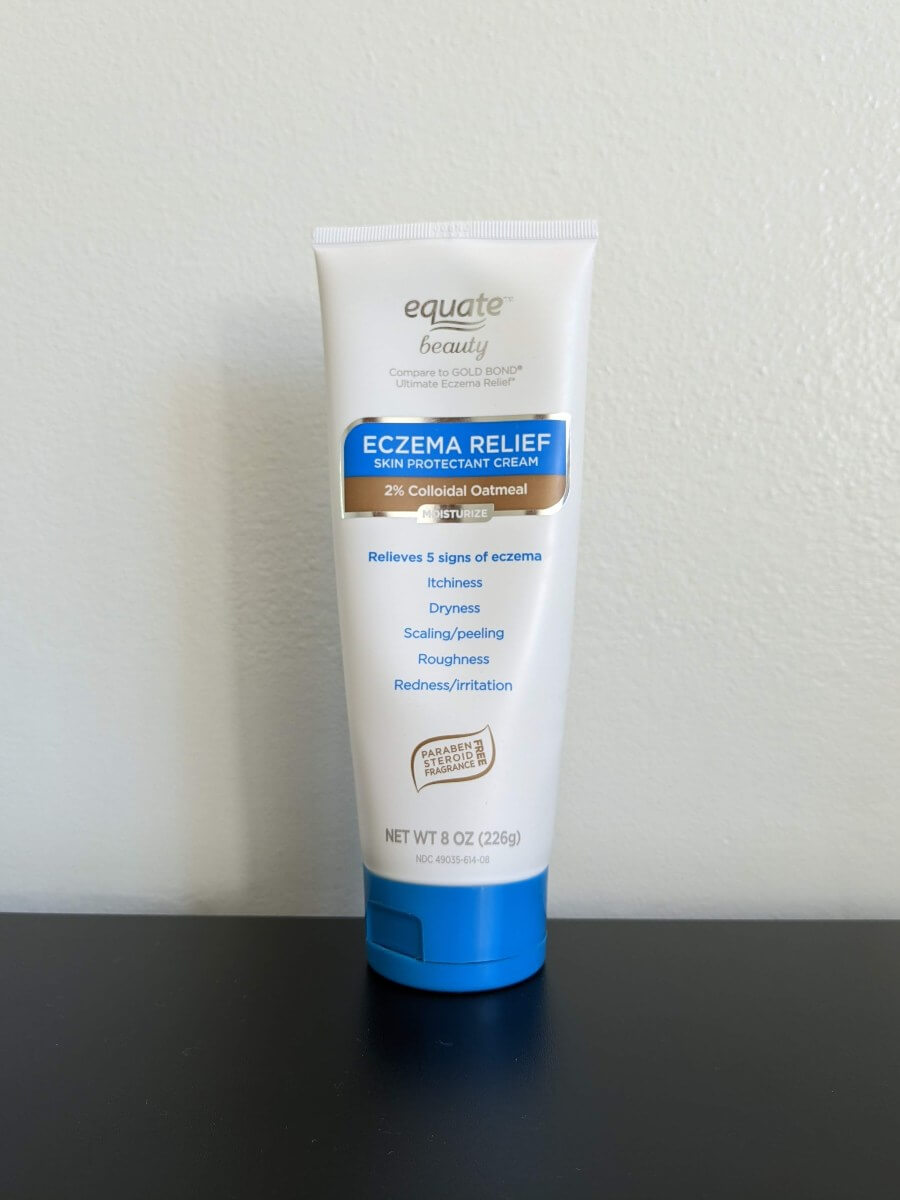 equate™
beauty
Compare to GOLD BOND®
Ultimate Eczema Relief*
ECZEMA RELIEF
SKIN PROTECTANT CREAM
2% Colloidal Oatmeal
MOISTURIZE
Relieves 5 signs of eczema
Itchiness
Dryness
Scaling/peeling
Roughness
Redness/irritation
PARABEN
STEROID
FRAGRANCE
FREE
NET WT 8 OZ (226g)
NDC 49035-614-08